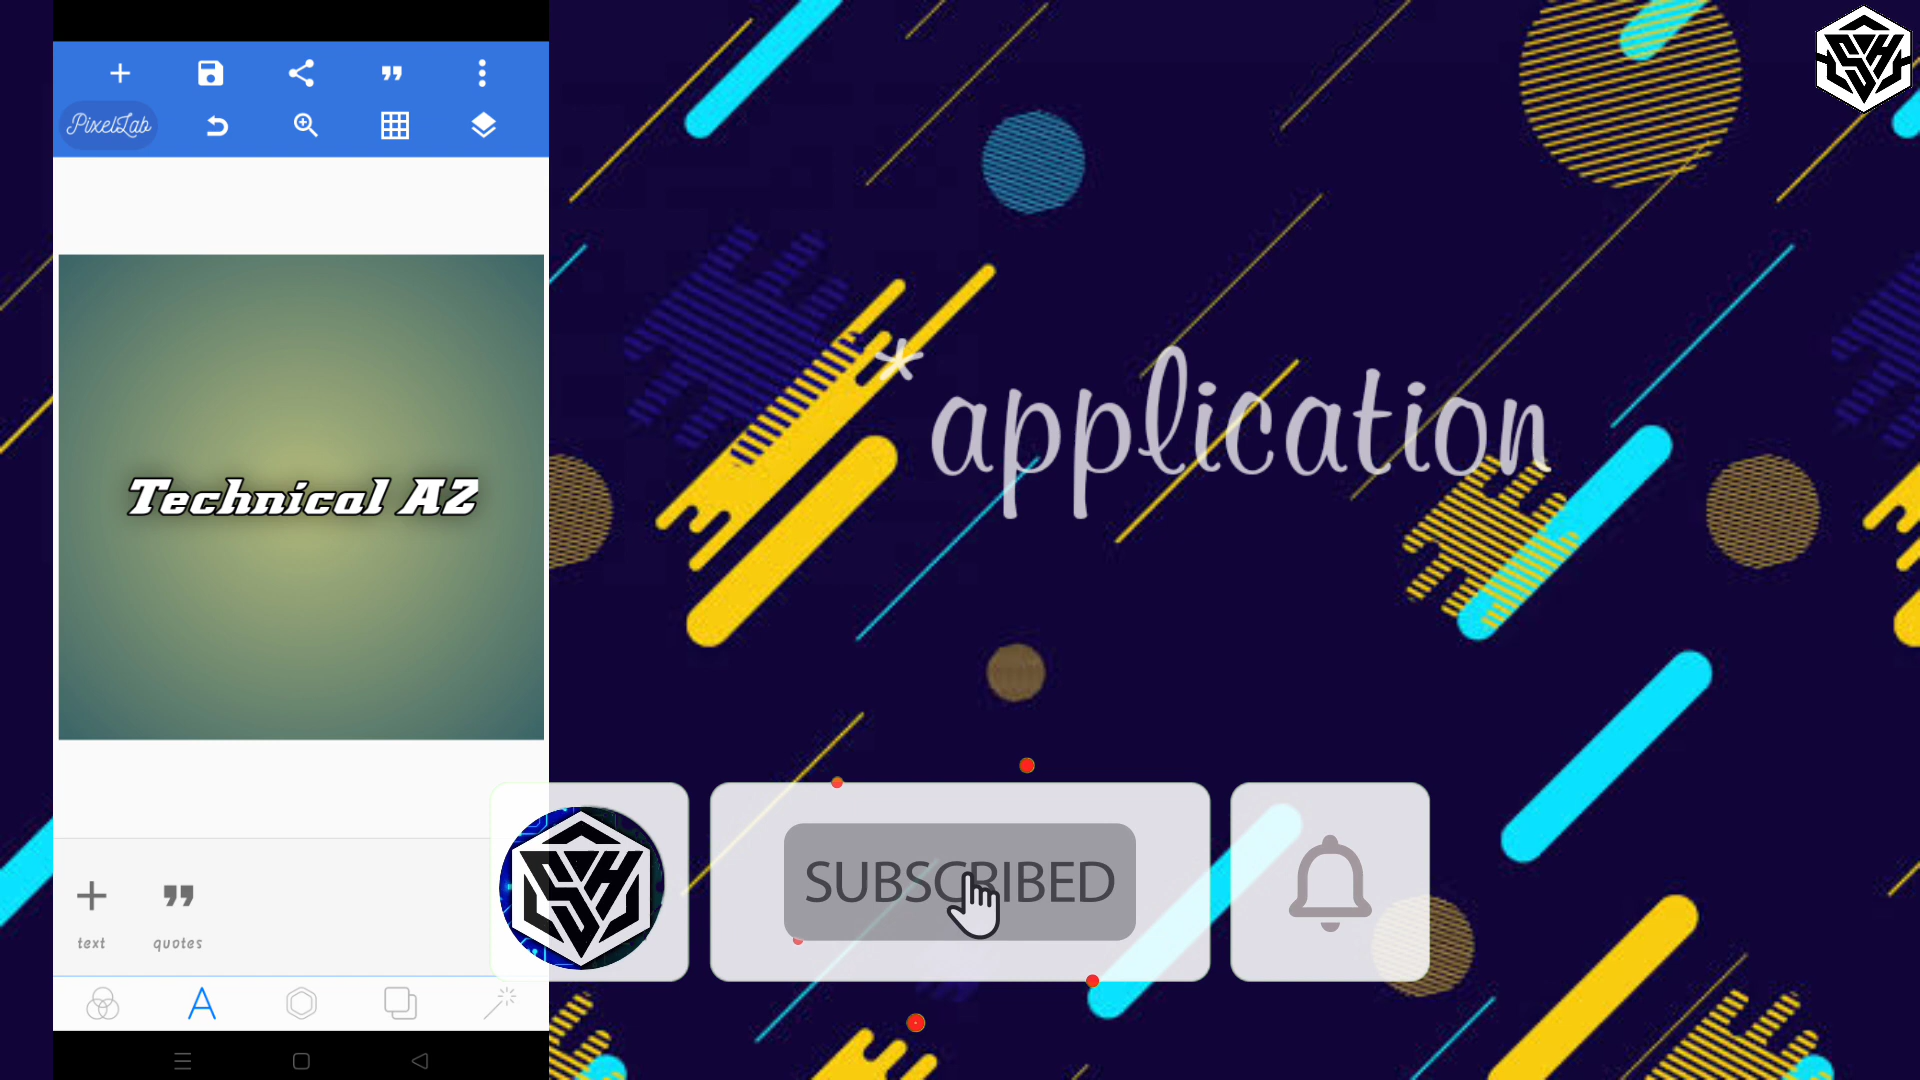 PixelLab
Technical AZ
*application
text
quotes
SUBSCRIBED